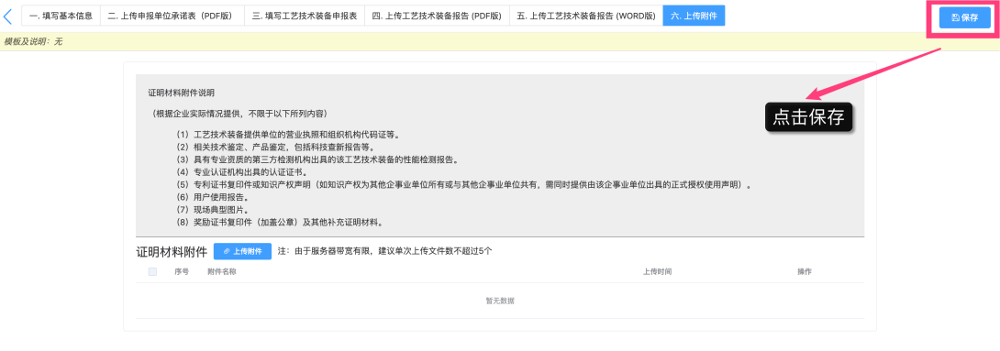 一. 填写基本信息
二. 上传申报单位承诺表（PDF版）
三. 填写工艺技术装备申报表
四. 上传工艺技术装备报告 (PDF版)
五. 上传工艺技术装备报告 (WORD版)
六. 上传附件
保存
模板及说明：无
证明材料附件说明
点击保存
（根据企业实际情况提供，不限于以下所列内容）
（1）工艺技术装备提供单位的营业执照和组织机构代码证等。
（2）相关技术鉴定、产品鉴定，包括科技查新报告等。
（3）具有专业资质的第三方检测机构出具的该工艺技术装备的性能检测报告。
（4）专业认证机构出具的认证证书。
（5）专利证书复印件或知识产权声明（如知识产权为其他企事业单位所有或与其他企事业单位共有，需同时提供由该企事业单位出具的正式授权使用声明）。
（6）用户使用报告。
（7）现场典型图片。
（8）奖励证书复印件（加盖公章）及其他补充证明材料。
证明材料附件 上传附件 注：由于服务器带宽有限，建议单次上传文件数不超过5个
序号 附件名称 上传时间 操作
暂无数据